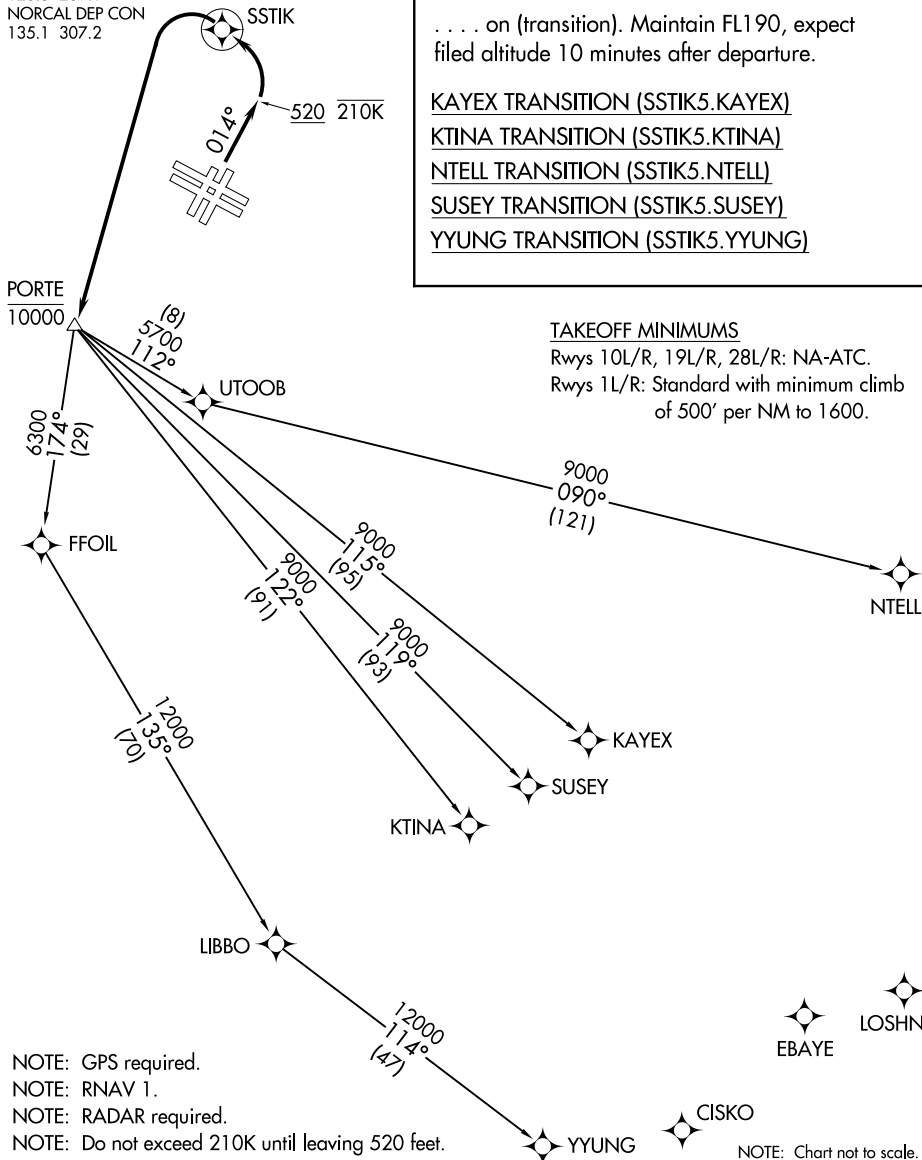 NORCAL DEP CON
135.1 307.2
SSTIK
520 210K
014°
. . . . on (transition). Maintain FL190, expect
filed altitude 10 minutes after departure.
KAYEX TRANSITION (SSTIK5.KAYEX)
KTINA TRANSITION (SSTIK5.KTINA)
NTELL TRANSITION (SSTIK5.NTELL)
SUSEY TRANSITION (SSTIK5.SUSEY)
YYUNG TRANSITION (SSTIK5.YYUNG)
PORTE
10000
(8)
5700
112°
UTOOB
TAKEOFF MINIMUMS
Rwys 10L/R, 19L/R, 28L/R: NA-ATC.
Rwys 1L/R: Standard with minimum climb
of 500' per NM to 1600.
6300
174°
(29)
9000
090°
(121)
FFOIL
9000
115°
(95)
9000
122°
(91)
NTELL
9000
119°
(93)
12000
135°
(70)
KAYEX
SUSEY
KTINA
LIBBO
12000
114°
(47)
LOSHN
EBAYE
CISKO
YYUNG
NOTE: GPS required.
NOTE: RNAV 1.
NOTE: RADAR required.
NOTE: Do not exceed 210K until leaving 520 feet.
NOTE: Chart not to scale.